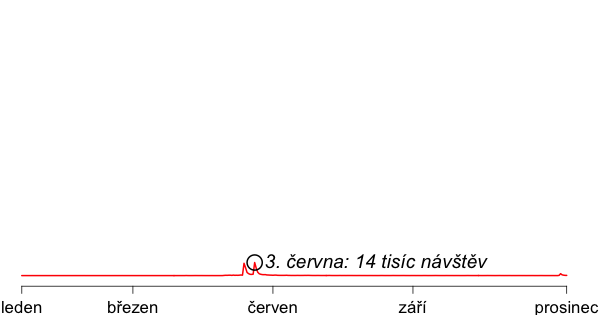 3. června: 14 tisíc návštěv
leden březen červen září prosinec